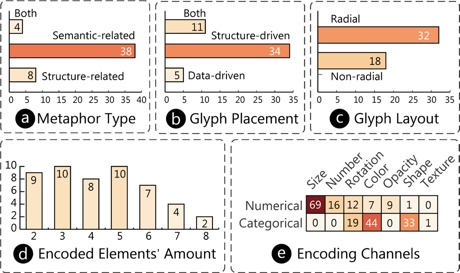 Both
4
Semantic-related
38
8 Structure-related
0 5 10 15 20 25 30 35 40
a Metaphor Type
Both
11
Structure-driven
34
5 Data-driven
0 5 10 15 20 25 30 35
b Glyph Placement
Radial
32
18
Non-radial
0 5 10 15 20 25 30 35
c Glyph Layout
10
8
6
4
2
0
9 10 8 10 7 4 2
2 3 4 5 6 7 8
d Encoded Elements' Amount
Size Number Rotation Color Opacity Shape Texture
Numerical 69 16 12 7 9 1 0
Categorical 0 0 19 44 0 33 1
e Encoding Channels